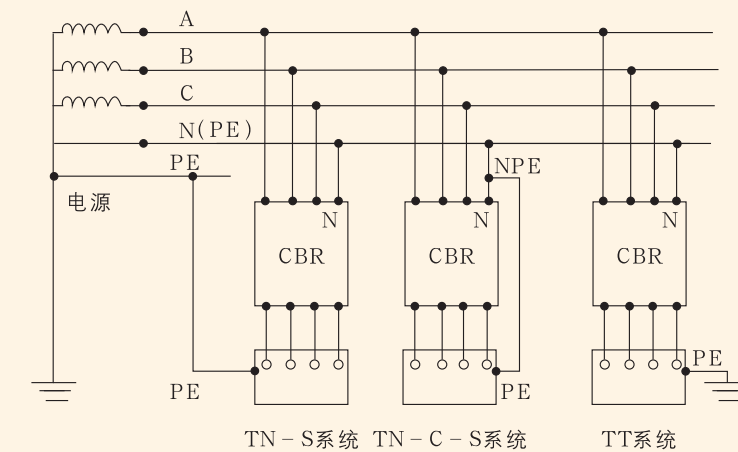 A
B
C
N(PE)
PE
NPE
电源
N
N
N
CBR
CBR
CBR
PE
PE
PE
TN-S系统
TN-C-S系统
TT系统